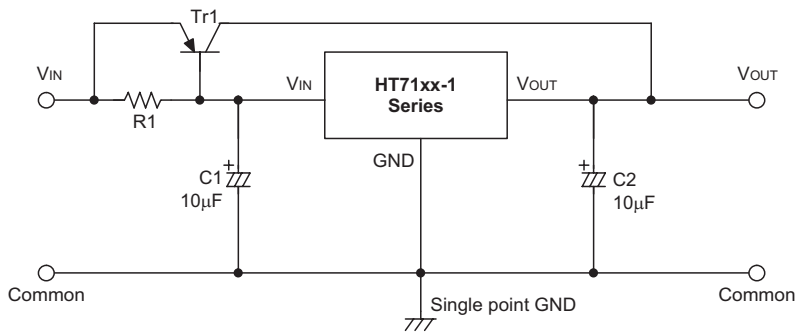 Tr1
VIN
R1
VIN
HT71xx-1
Series
VOUT
VOUT
GND
+
C1
10μF
+
C2
10μF
Common
Single point GND
Common